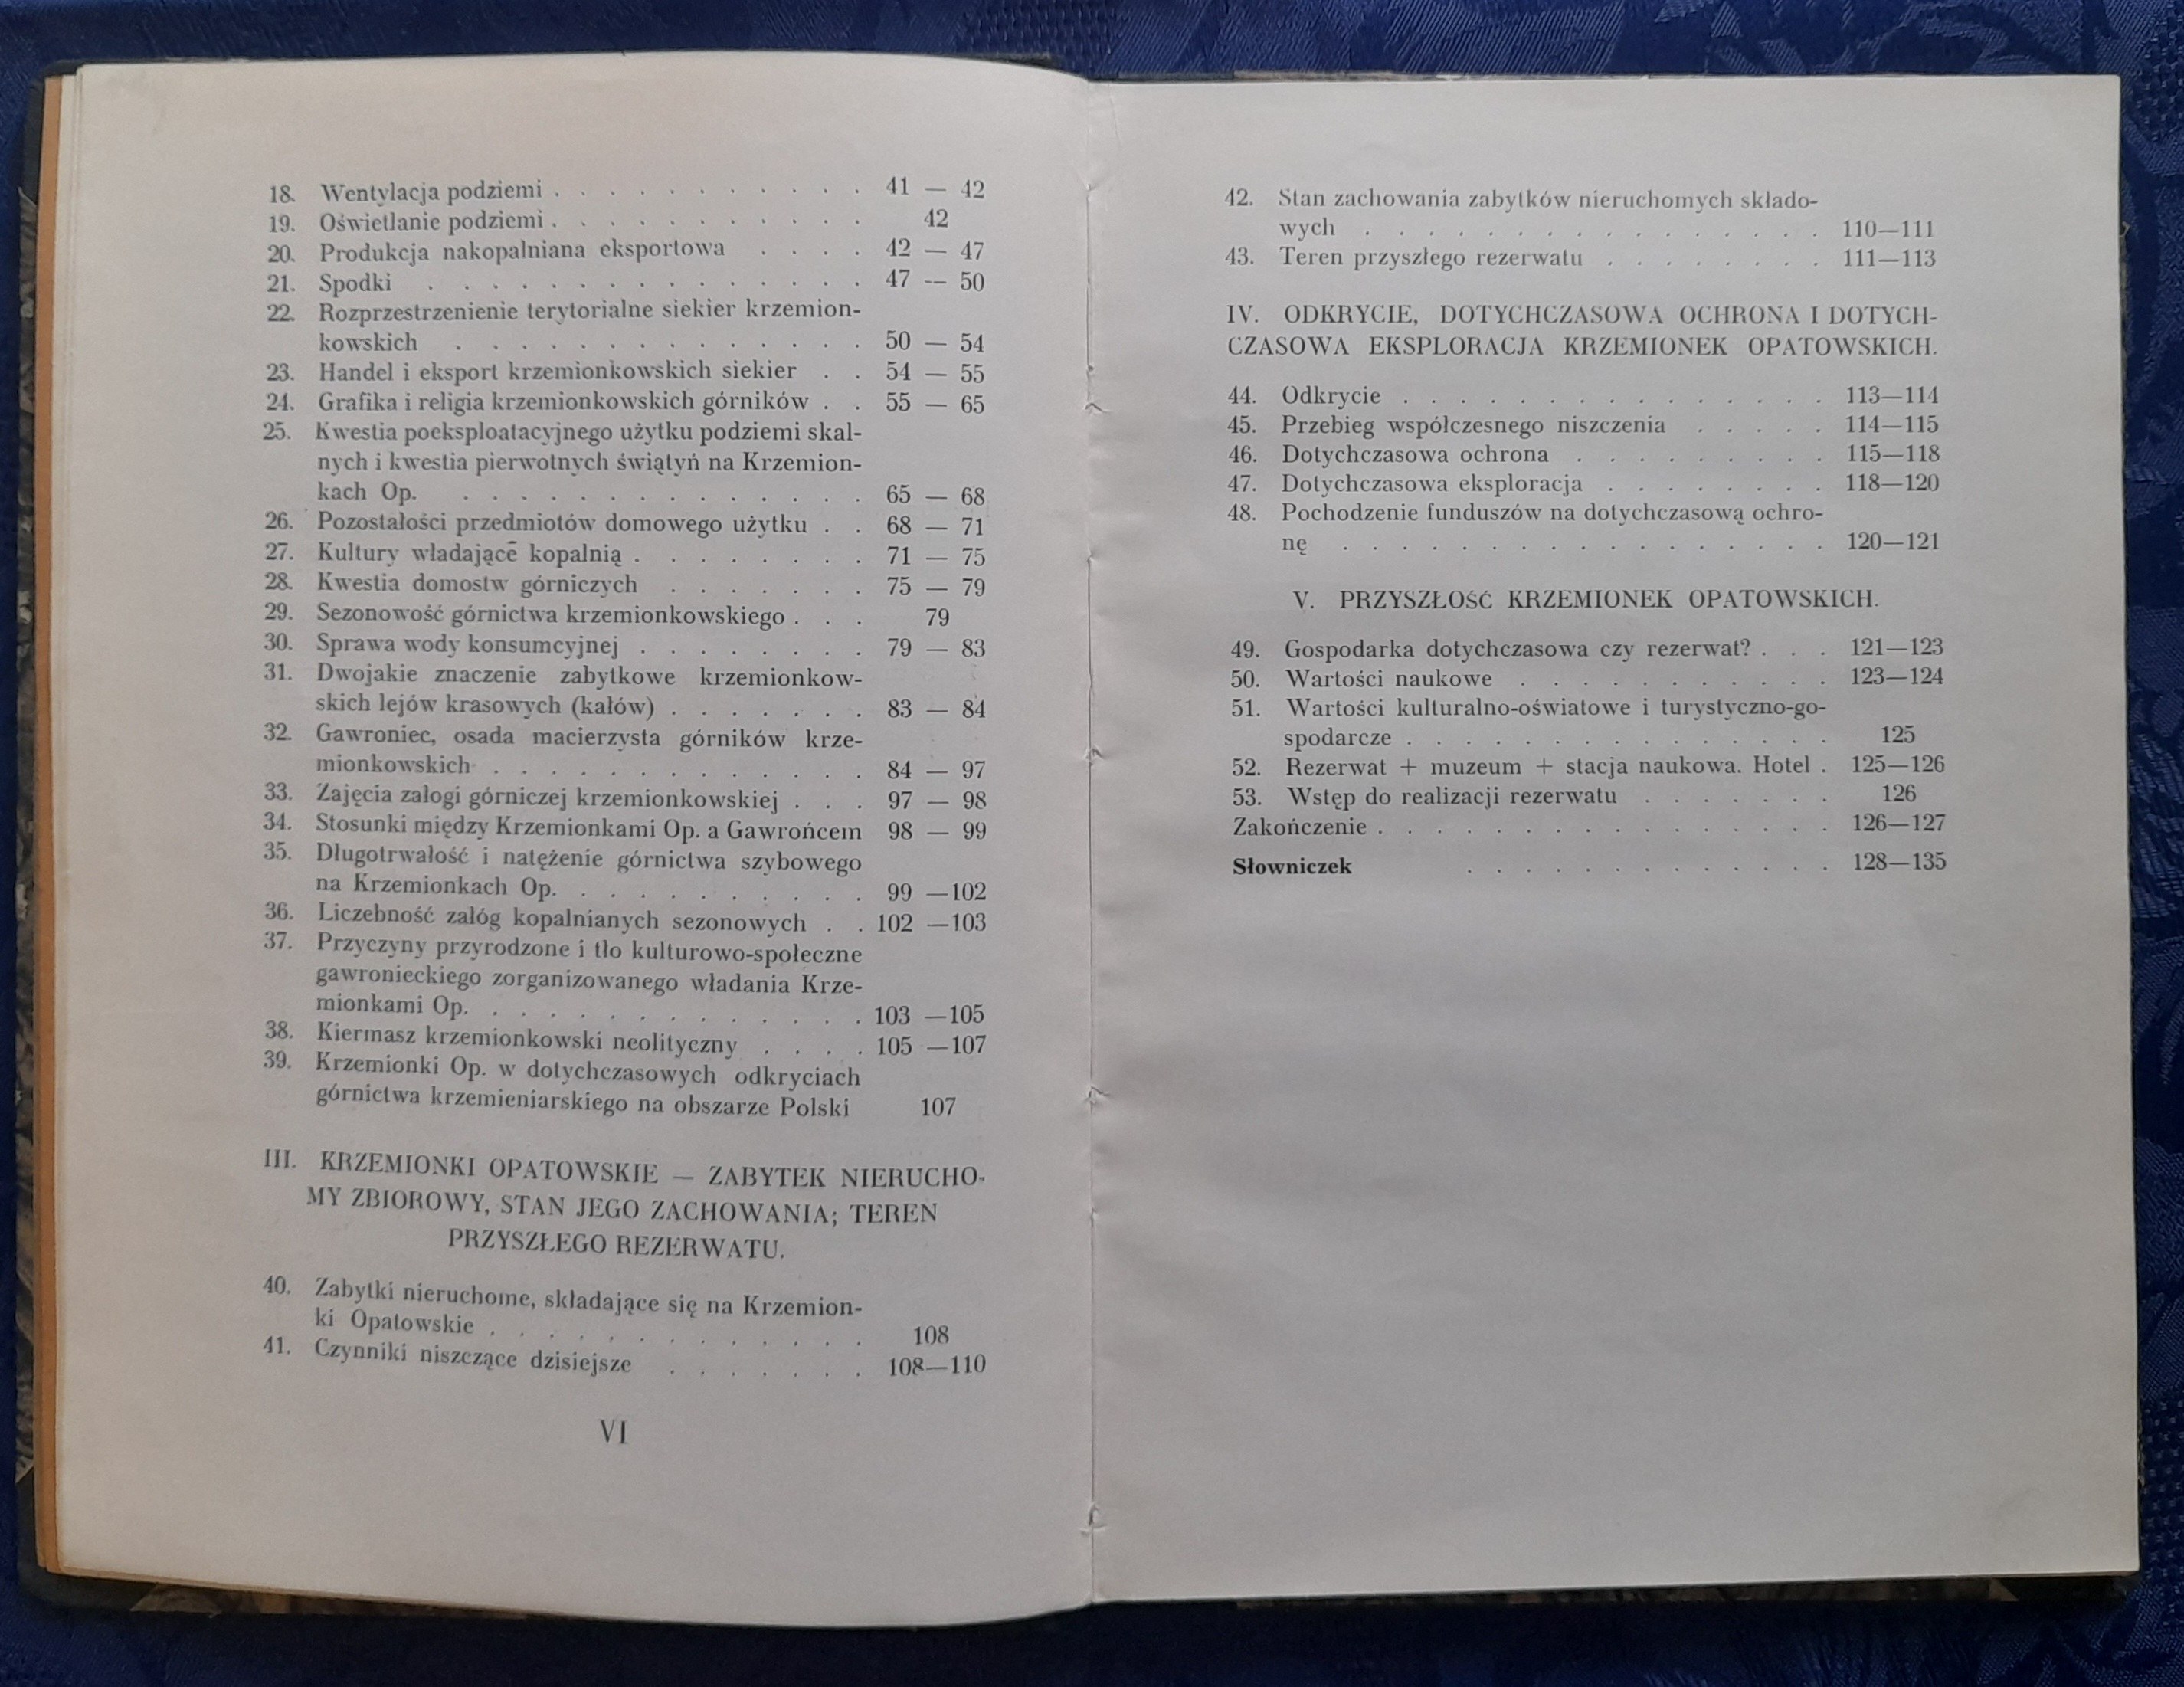 18. Wentylacja podziemi . . . . . . . . . . . 41 — 42
19. Oświetlanie podziemi . . . . . . . . . . . 42
20. Produkcja nakopalniana eksportowa . . . . 42 — 47
21. Spodki . . . . . . . . . . . . . . . 47 -- 50
22. Rozprzestrzenienie terytorialne siekier krzemion-
kowskich . . . . . . . . . . . . . . 50 — 54
23. Handel i eksport krzemionkowskich siekier . . 54 — 55
24. Grafika i religia krzemionkowskich górników . . 55 — 65
25. Kwestia poeksploatacyjnego użytku podziemi skal-
nych i kwestia pierwotnych świątyń na Krzemion-
kach Op. . . . . . . . . . . . . . . 65 — 68
26. Pozostałości przedmiotów domowego użytku . . 68 — 71
27. Kultury władające kopalnią . . . . . . . . 71 — 75
28. Kwestia domostw górniczych . . . . . . . 75 — 79
29. Sezonowość górnictwa krzemionkowskiego . . . 79
30. Sprawa wody konsumcyjnej . . . . . . . . 79 — 83
31. Dwojakie znaczenie zabytkowe krzemionkow-
skich lejów krasowych (kałów) . . . . . . . 83 — 84
32. Gawroniec, osada macierzysta górników krze-
mionkowskich . . . . . . . . . . . . . 84 — 97
33. Zajęcia załogi górniczej krzemionkowskiej . . . 97 — 98
34. Stosunki między Krzemionkami Op. a Gawrońcem 98 — 99
35. Długotrwałość i natężenie górnictwa szybowego
na Krzemionkach Op. . . . . . . . . . . 99 —102
36. Liczebność załóg kopalnianych sezonowych . . 102 —103
37. Przyczyny przyrodzone i tło kulturowo-społeczne
gawronieckiego zorganizowanego władania Krze-
mionkami Op. . . . . . . . . . . . . . 103 —105
38. Kiermasz krzemionkowski neolityczny . . . . 105 —107
39. Krzemionki Op. w dotychczasowych odkryciach
górnictwa krzemieniarskiego na obszarze Polski 107
III. KRZEMIONKI OPATOWSKIE — ZABYTEK NIERUCHO-
MY ZBIOROWY, STAN JEGO ZACHOWANIA; TEREN
PRZYSZŁEGO REZERWATU.
40. Zabytki nieruchome, składające się na Krzemion-
ki Opatowskie . . . . . . . . . . . . . 108
41. Czynniki niszczące dzisiejsze . . . . . . . 108—110
VI
42. Stan zachowania zabytków nieruchomych składo-
wych . . . . . . . . . . . . . . . . 110—111
43. Teren przyszłego rezerwatu . . . . . . . . 111—113
IV. ODKRYCIE, DOTYCHCZASOWA OCHRONA I DOTYCH-
CZASOWA EKSPLORACJA KRZEMIONEK OPATOWSKICH.
44. Odkrycie . . . . . . . . . . . . . . . 113—114
45. Przebieg współczesnego niszczenia . . . . . 114—115
46. Dotychczasowa ochrona . . . . . . . . . 115—118
47. Dotychczasowa eksploracja . . . . . . . . 118—120
48. Pochodzenie funduszów na dotychczasową ochro-
nę . . . . . . . . . . . . . . . . . 120—121
V. PRZYSZŁOŚĆ KRZEMIONEK OPATOWSKICH.
49. Gospodarka dotychczasowa czy rezerwat? . . . 121—123
50. Wartości naukowe . . . . . . . . . . . 123—124
51. Wartości kulturalno-oświatowe i turystyczno-go-
spodarcze . . . . . . . . . . . . . . . 125
52. Rezerwat + muzeum + stacja naukowa. Hotel . 125—126
53. Wstęp do realizacji rezerwatu . . . . . . . 126
Zakończenie . . . . . . . . . . . . . . . . 126—127
Słowniczek . . . . . . . . . . . . . 128—135